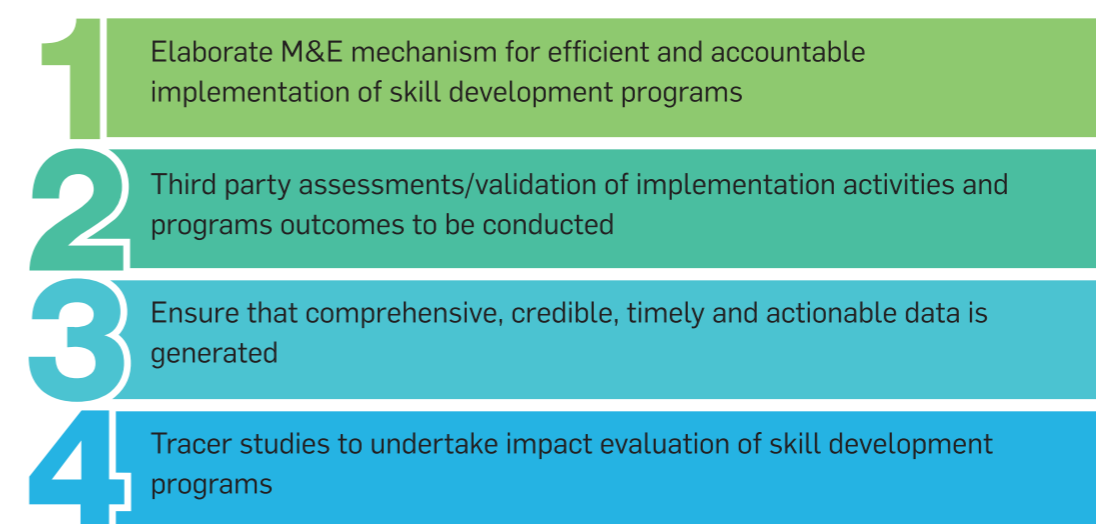 1
Elaborate M&E mechanism for efficient and accountable
implementation of skill development programs
2
Third party assessments/validation of implementation activities and
programs outcomes to be conducted
3
Ensure that comprehensive, credible, timely and actionable data is
generated
4
Tracer studies to undertake impact evaluation of skill development
programs